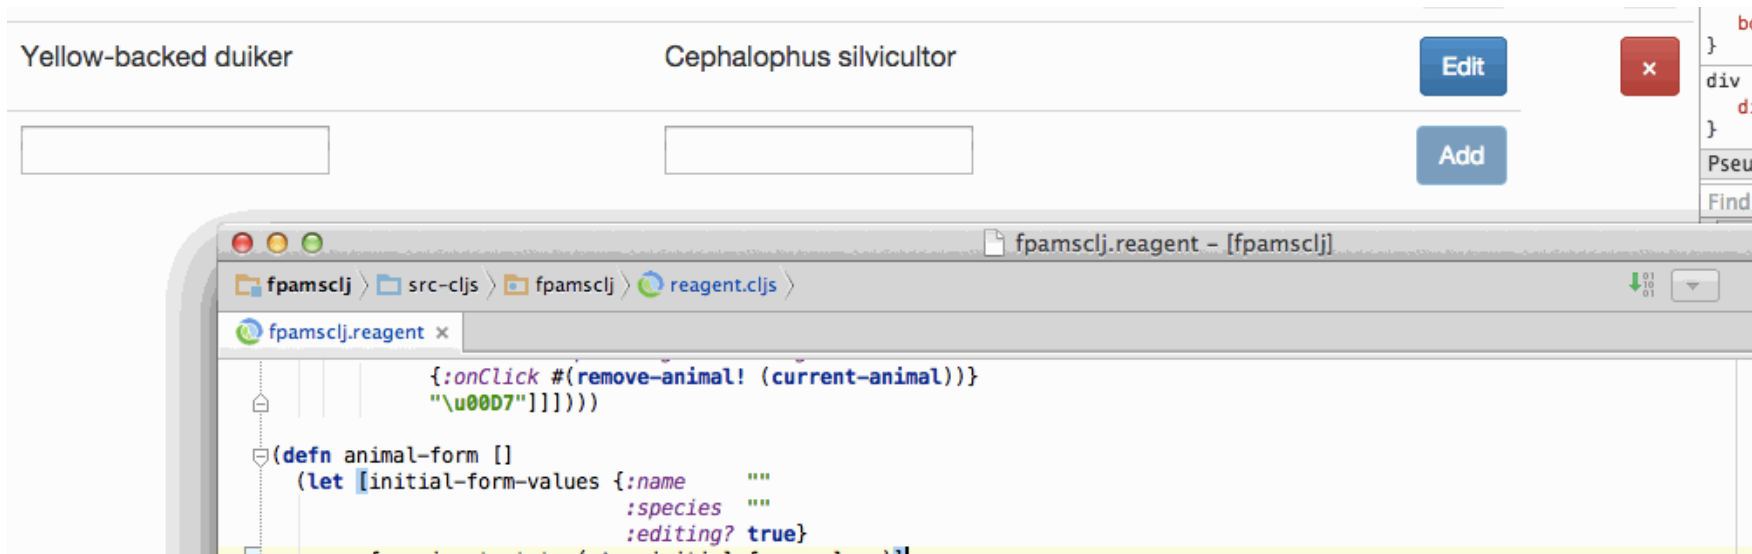 Yellow-backed duiker Cephalophus silvicultor Edit ×
Add
}
div
}
Pseu
Find
fpamsclj.reagent – [fpamsclj]
fpamsclj src-cljs fpamsclj reagent.cljs
fpamsclj.reagent ×
{:onClick #(remove-animal! (current-animal))}
"\u00D7"]]])))
(defn animal-form []
(let [initial-form-values {:name ""
:species ""
:editing? true}